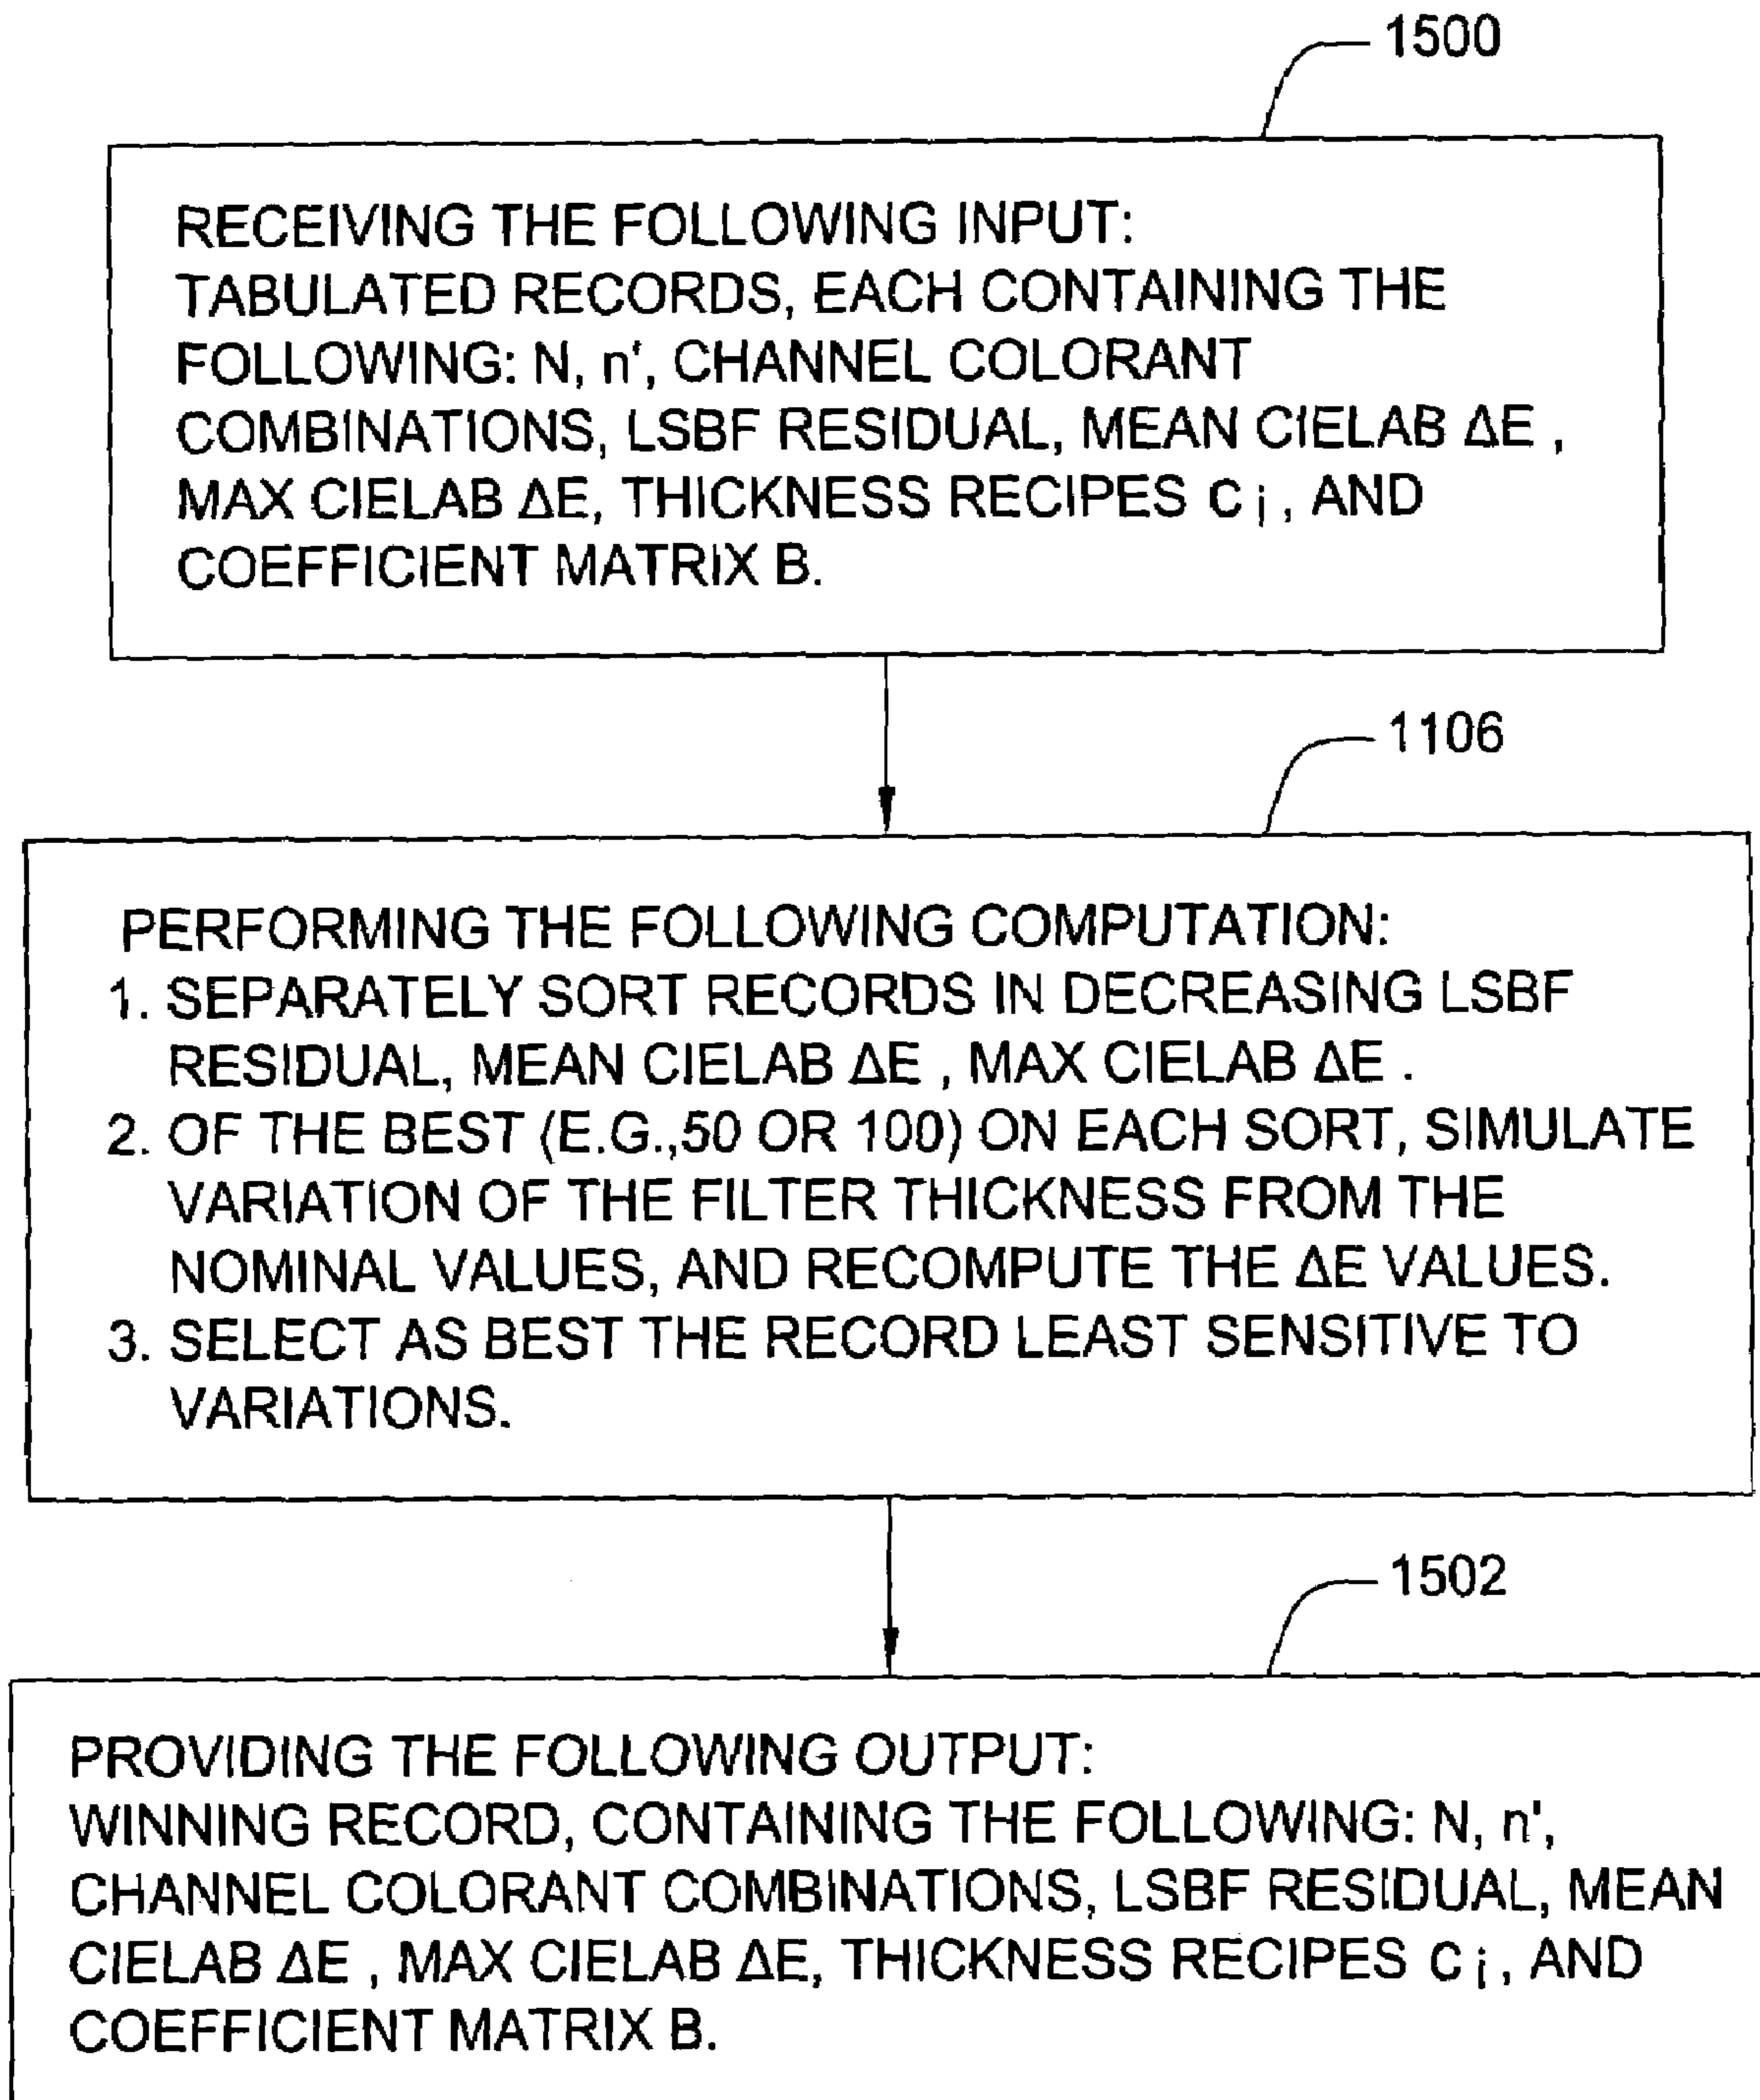 1500
RECEIVING THE FOLLOWING INPUT:
TABULATED RECORDS, EACH CONTAINING THE
FOLLOWING: N, n', CHANNEL COLORANT
COMBINATIONS, LSBF RESIDUAL, MEAN CIELAB ΔE ,
MAX CIELAB ΔE, THICKNESS RECIPES c i , AND
COEFFICIENT MATRIX B.
1106
PERFORMING THE FOLLOWING COMPUTATION:
1. SEPARATELY SORT RECORDS IN DECREASING LSBF
RESIDUAL, MEAN CIELAB ΔE , MAX CIELAB ΔE .
2. OF THE BEST (E.G.,50 OR 100) ON EACH SORT, SIMULATE
VARIATION OF THE FILTER THICKNESS FROM THE
NOMINAL VALUES, AND RECOMPUTE THE ΔE VALUES.
3. SELECT AS BEST THE RECORD LEAST SENSITIVE TO
VARIATIONS.
1502
PROVIDING THE FOLLOWING OUTPUT:
WINNING RECORD, CONTAINING THE FOLLOWING: N, n',
CHANNEL COLORANT COMBINATIONS, LSBF RESIDUAL, MEAN
CIELAB ΔE , MAX CIELAB ΔE, THICKNESS RECIPES c i , AND
COEFFICIENT MATRIX B.